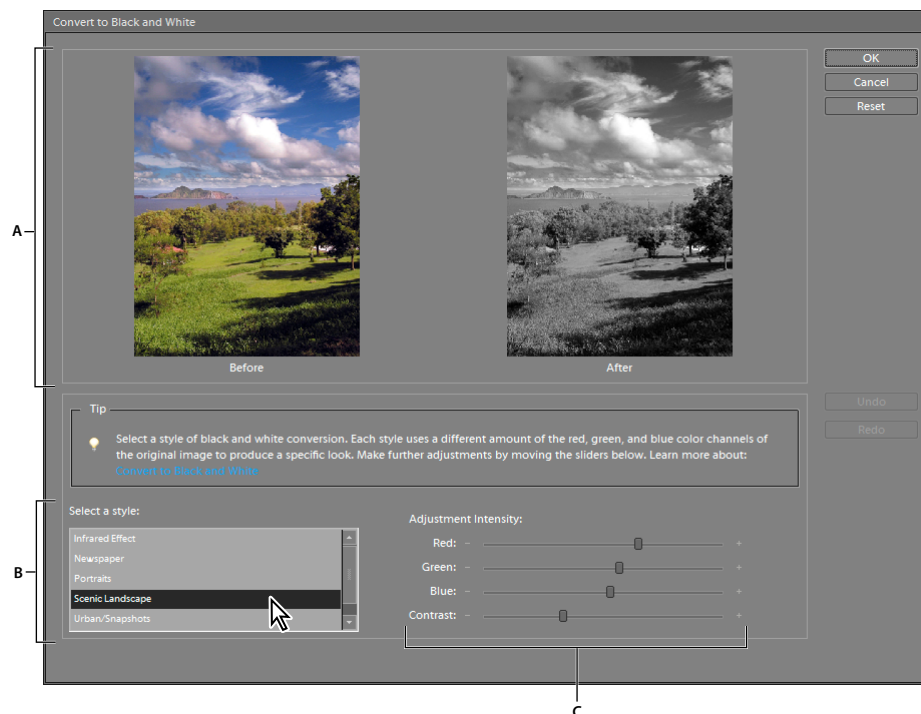 Convert to Black and White
OK
Cancel
Reset
A
Before
After
Undo
Redo
Tip
Select a style of black and white conversion. Each style uses a different amount of the red, green, and blue color channels of
the original image to produce a specific look. Make further adjustments by moving the sliders below. Learn more about:
Convert to Black and White
B
Select a style:
Infrared Effect
Newspaper
Portraits
Scenic Landscape
Urban/Snapshots
Adjustment Intensity:
Red: - +
Green: - +
Blue: - +
Contrast: - +
C